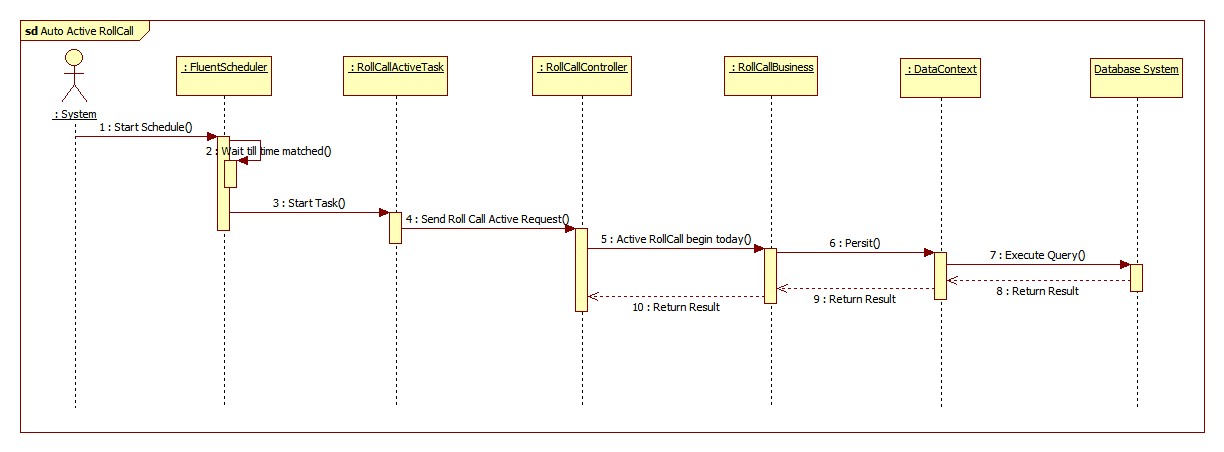 sd Auto Active RollCall
: System
: FluentScheduler
: RollCallActiveTask
: RollCallController
: RollCallBusiness
: DataContext
Database System
1 : Start Schedule()
2 : Wait till time matched()
3 : Start Task()
4 : Send Roll Call Active Request()
5 : Active RollCall begin today()
6 : Persit()
7 : Execute Query()
8 : Return Result
9 : Return Result
10 : Return Result